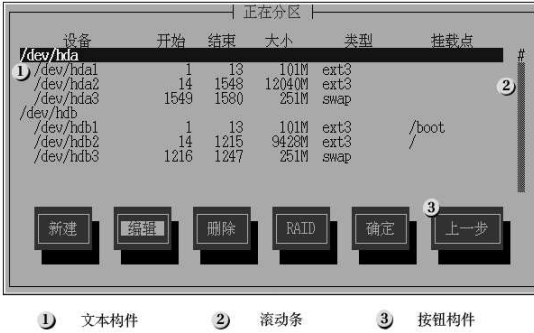 正在分区
设备 开始 结束 大小 类型 挂载点
/dev/hda #
① /dev/hda1 1 13 101M ext3
/dev/hda2 14 1548 12040M ext3 ②
/dev/hda3 1549 1580 251M swap
/dev/hdb
/dev/hdb1 1 13 101M ext3 /boot
/dev/hdb2 14 1215 9428M ext3 /
/dev/hdb3 1216 1247 251M swap
③
新建 编辑 删除 RAID 确定 上一步
① 文本构件 ② 滚动条 ③ 按钮构件